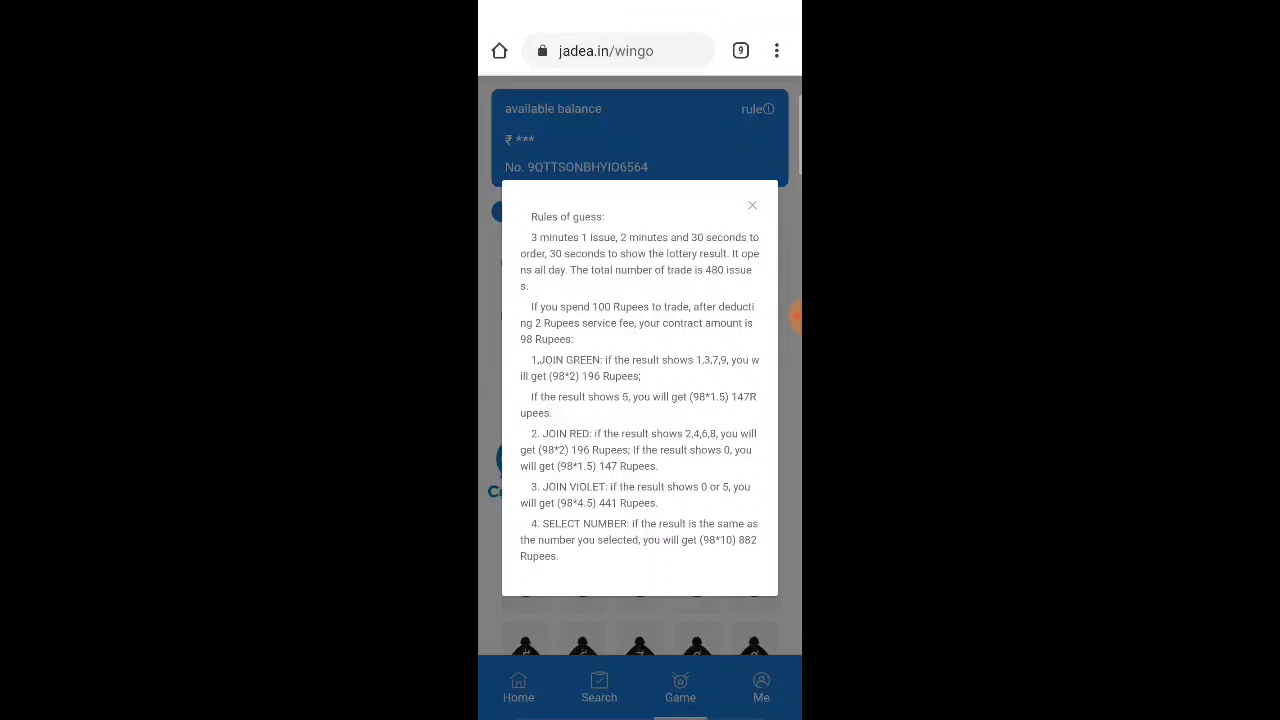 jadea.in/wingo
9
available balance
rule
₹ ***
No. 9QTTSONBHYIO6564
Rules of guess:
3 minutes 1 issue, 2 minutes and 30 seconds to
order, 30 seconds to show the lottery result. It ope
ns all day. The total number of trade is 480 issue
s.
If you spend 100 Rupees to trade, after deducti
ng 2 Rupees service fee, your contract amount is
98 Rupees:
1,JOIN GREEN: if the result shows 1,3,7,9, you w
ill get (98*2) 196 Rupees;
If the result shows 5, you will get (98*1.5) 147R
upees.
2. JOIN RED: if the result shows 2,4,6,8, you will
get (98*2) 196 Rupees; If the result shows 0, you
will get (98*1.5) 147 Rupees.
3. JOIN VIOLET: if the result shows 0 or 5, you
will get (98*4.5) 441 Rupees.
4. SELECT NUMBER: if the result is the same as
the number you selected, you will get (98*10) 882
Rupees.
Home Search Game Me